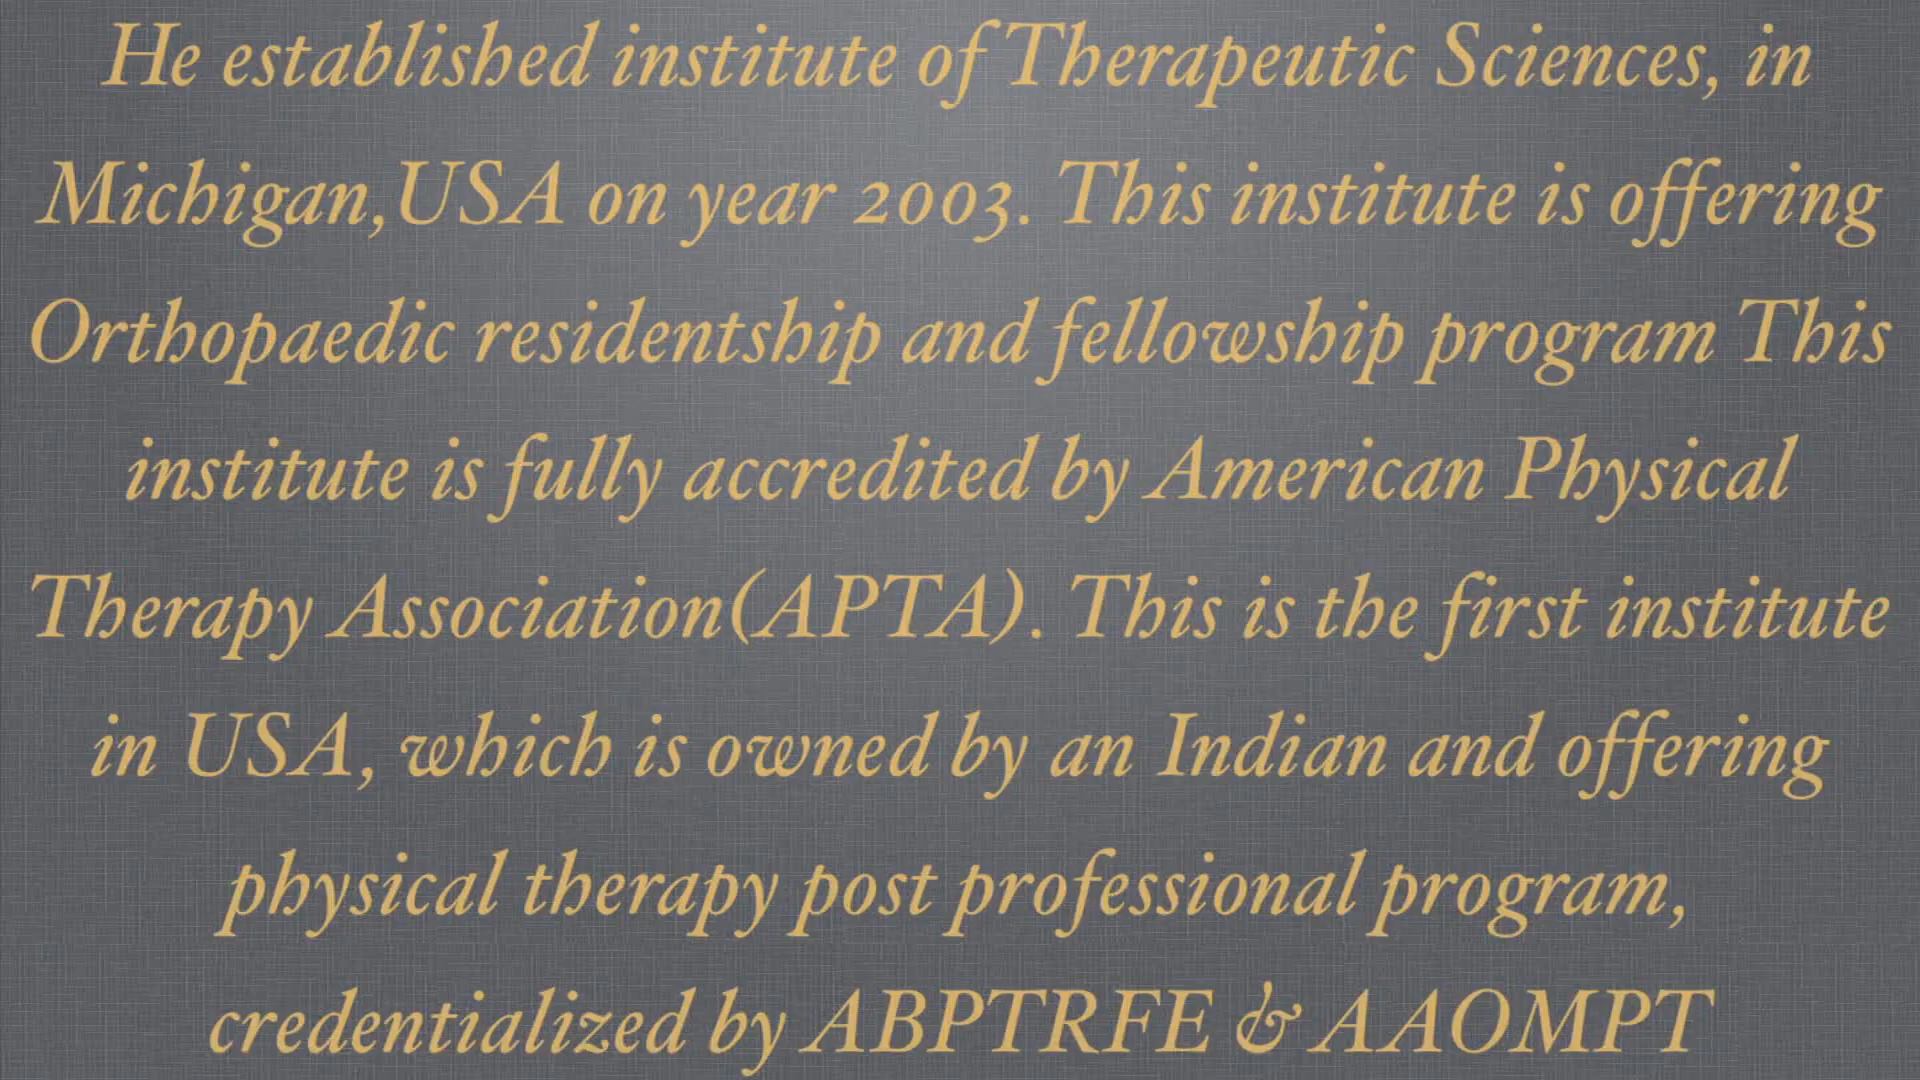 He established institute of Therapeutic Sciences, in
Michigan,USA on year 2003. This institute is offering
Orthopaedic residentship and fellowship program This
institute is fully accredited by American Physical
Therapy Association(APTA). This is the first institute
in USA, which is owned by an Indian and offering
physical therapy post professional program,
credentialized by ABPTRFE & AAOMPT